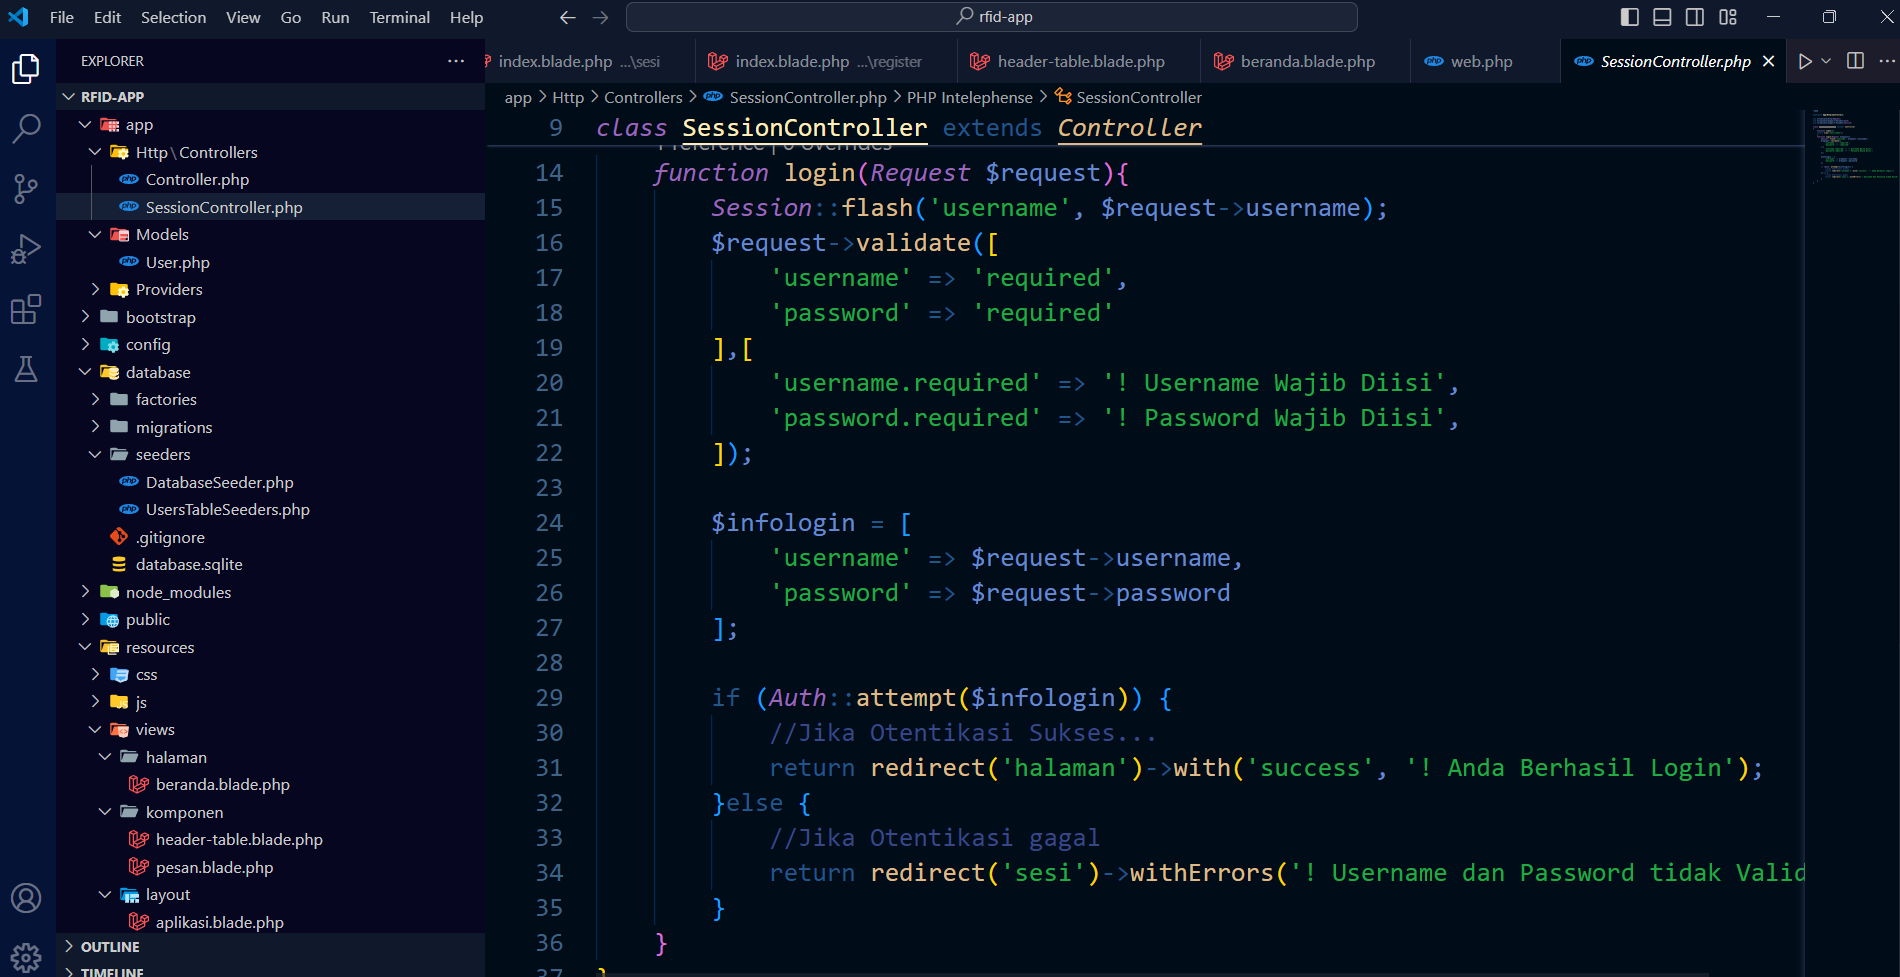 File Edit Selection View Go Run Terminal Help
rfid-app
EXPLORER
RFID-APP
app
Http\Controllers
Controller.php
SessionController.php
Models
User.php
Providers
bootstrap
config
database
factories
migrations
seeders
DatabaseSeeder.php
UsersTableSeeders.php
.gitignore
database.sqlite
node_modules
public
resources
css
js
views
halaman
beranda.blade.php
komponen
header-table.blade.php
pesan.blade.php
layout
aplikasi.blade.php
OUTLINE
TIMELINE
index.blade.php ...\sesi index.blade.php ...\register header-table.blade.php beranda.blade.php web.php SessionController.php
app > Http > Controllers > SessionController.php > PHP Intelephense > SessionController
9 class SessionController extends Controller
14 function login(Request $request){
15 Session::flash('username', $request->username);
16 $request->validate([
17 'username' => 'required',
18 'password' => 'required'
19 ],[
20 'username.required' => '! Username Wajib Diisi',
21 'password.required' => '! Password Wajib Diisi',
22 ]);
23
24 $infologin = [
25 'username' => $request->username,
26 'password' => $request->password
27 ];
28
29 if (Auth::attempt($infologin)) {
30 //Jika Otentikasi Sukses...
31 return redirect('halaman')->with('success', '! Anda Berhasil Login');
32 }else {
33 //Jika Otentikasi gagal
34 return redirect('sesi')->withErrors('! Username dan Password tidak Valid
35 }
36 }
37 }